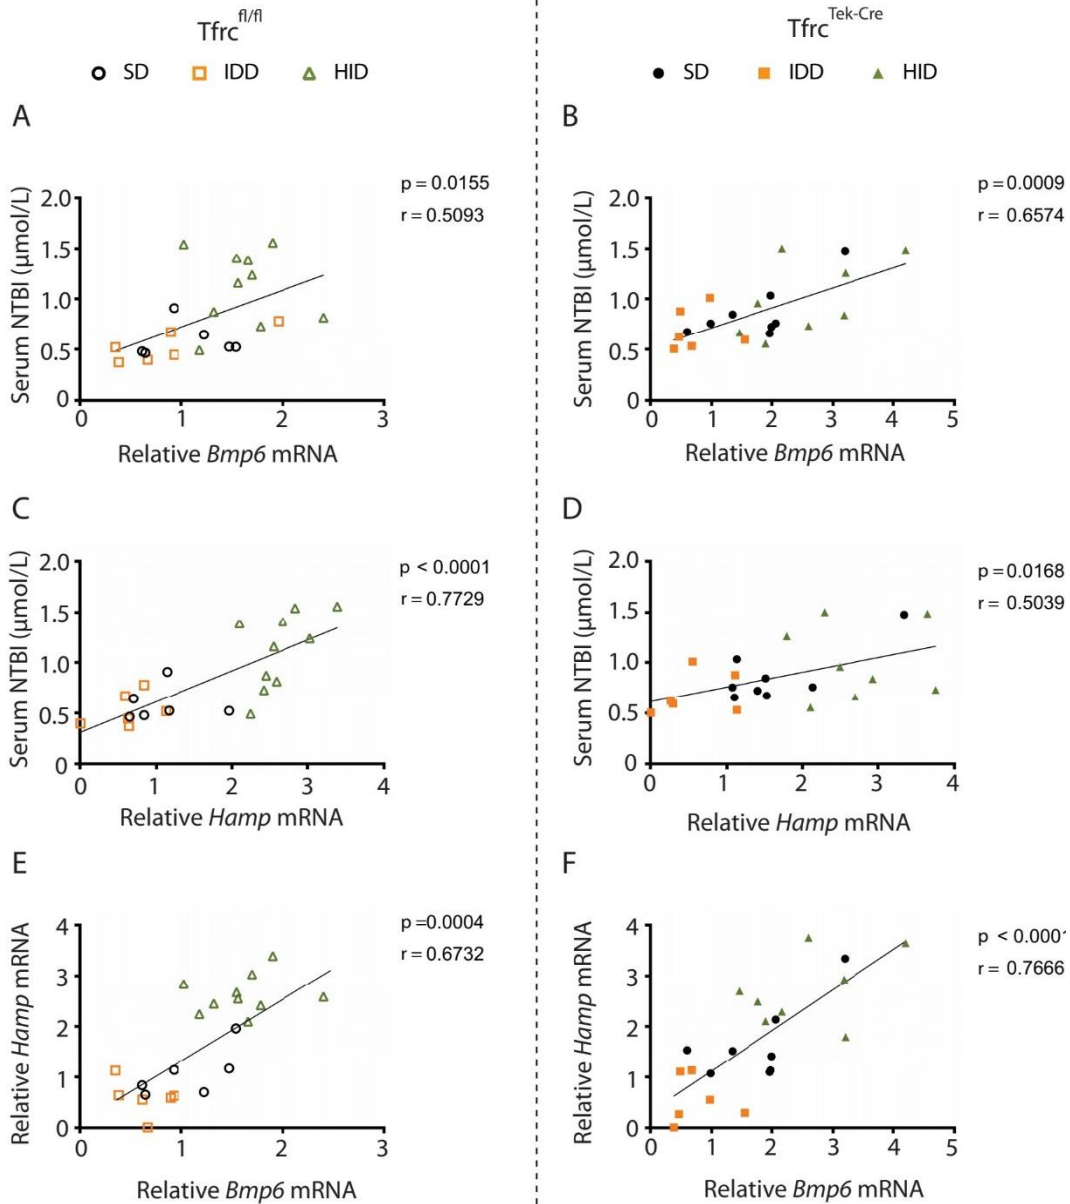 Tfrc fl/fl
SD IDD HID
Tfrc Tek-Cre
SD IDD HID
A
p = 0.0155
r = 0.5093
Serum NTBI (µmol/L)
2.0
1.5
1.0
0.5
0
0 1 2 3
Relative Bmp6 mRNA
B
p = 0.0009
r = 0.6574
Serum NTBI (µmol/L)
2.0
1.5
1.0
0.5
0
0 1 2 3 4 5
Relative Bmp6 mRNA
C
p < 0.0001
r = 0.7729
Serum NTBI (µmol/L)
2.0
1.5
1.0
0.5
0
0 1 2 3 4
Relative Hamp mRNA
D
p = 0.0168
r = 0.5039
Serum NTBI (µmol/L)
2.0
1.5
1.0
0.5
0
0 1 2 3 4
Relative Hamp mRNA
E
p =0.0004
r = 0.6732
Relative Hamp mRNA
4
3
2
1
0
0 1 2 3
Relative Bmp6 mRNA
F
p < 0.0001
r = 0.7666
Relative Hamp mRNA
4
3
2
1
0
0 1 2 3 4 5
Relative Bmp6 mRNA